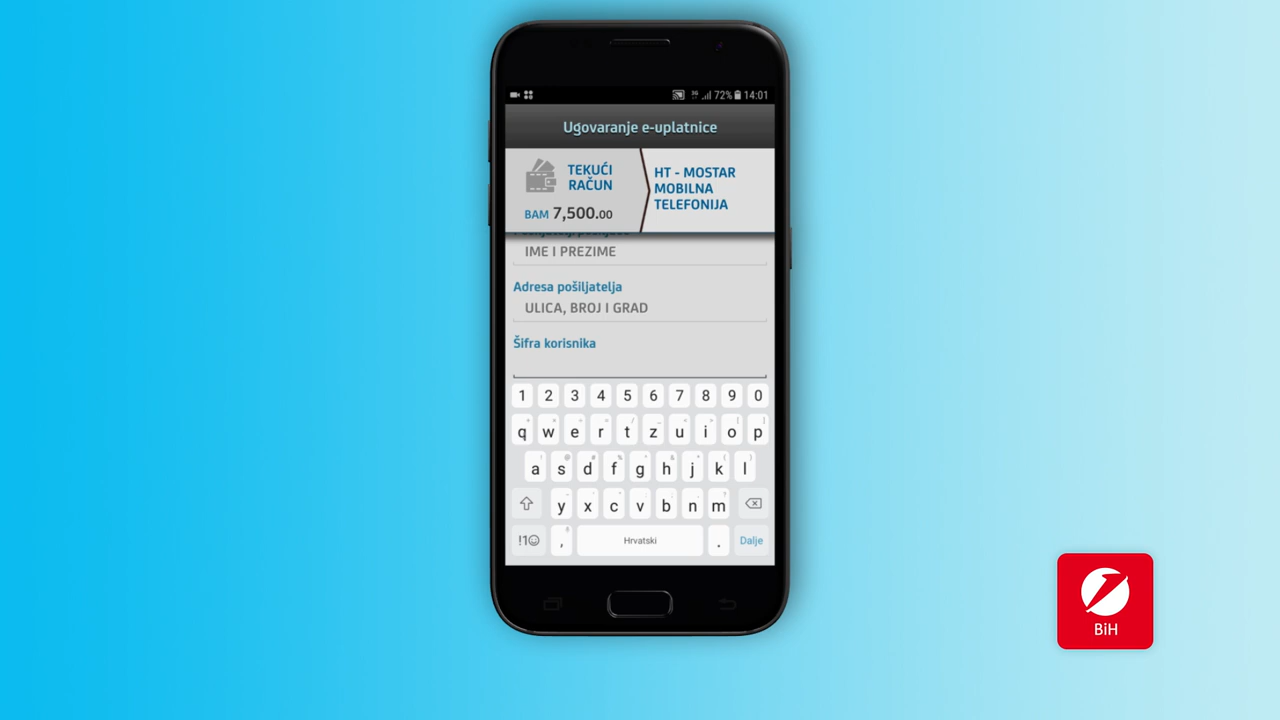 3G 72% 14:01
Ugovaranje e-uplatnice
TEKUĆI
RAČUN
BAM 7,500.00
HT - MOSTAR
MOBILNA
TELEFONIJA
IME I PREZIME
Adresa pošiljatelja
ULICA, BROJ I GRAD
Šifra korisnika
1 2 3 4 5 6 7 8 9 0
q w e r t z u i o p
a s d f g h j k l
y x c v b n m
!1☺ , Hrvatski . Dalje
BiH